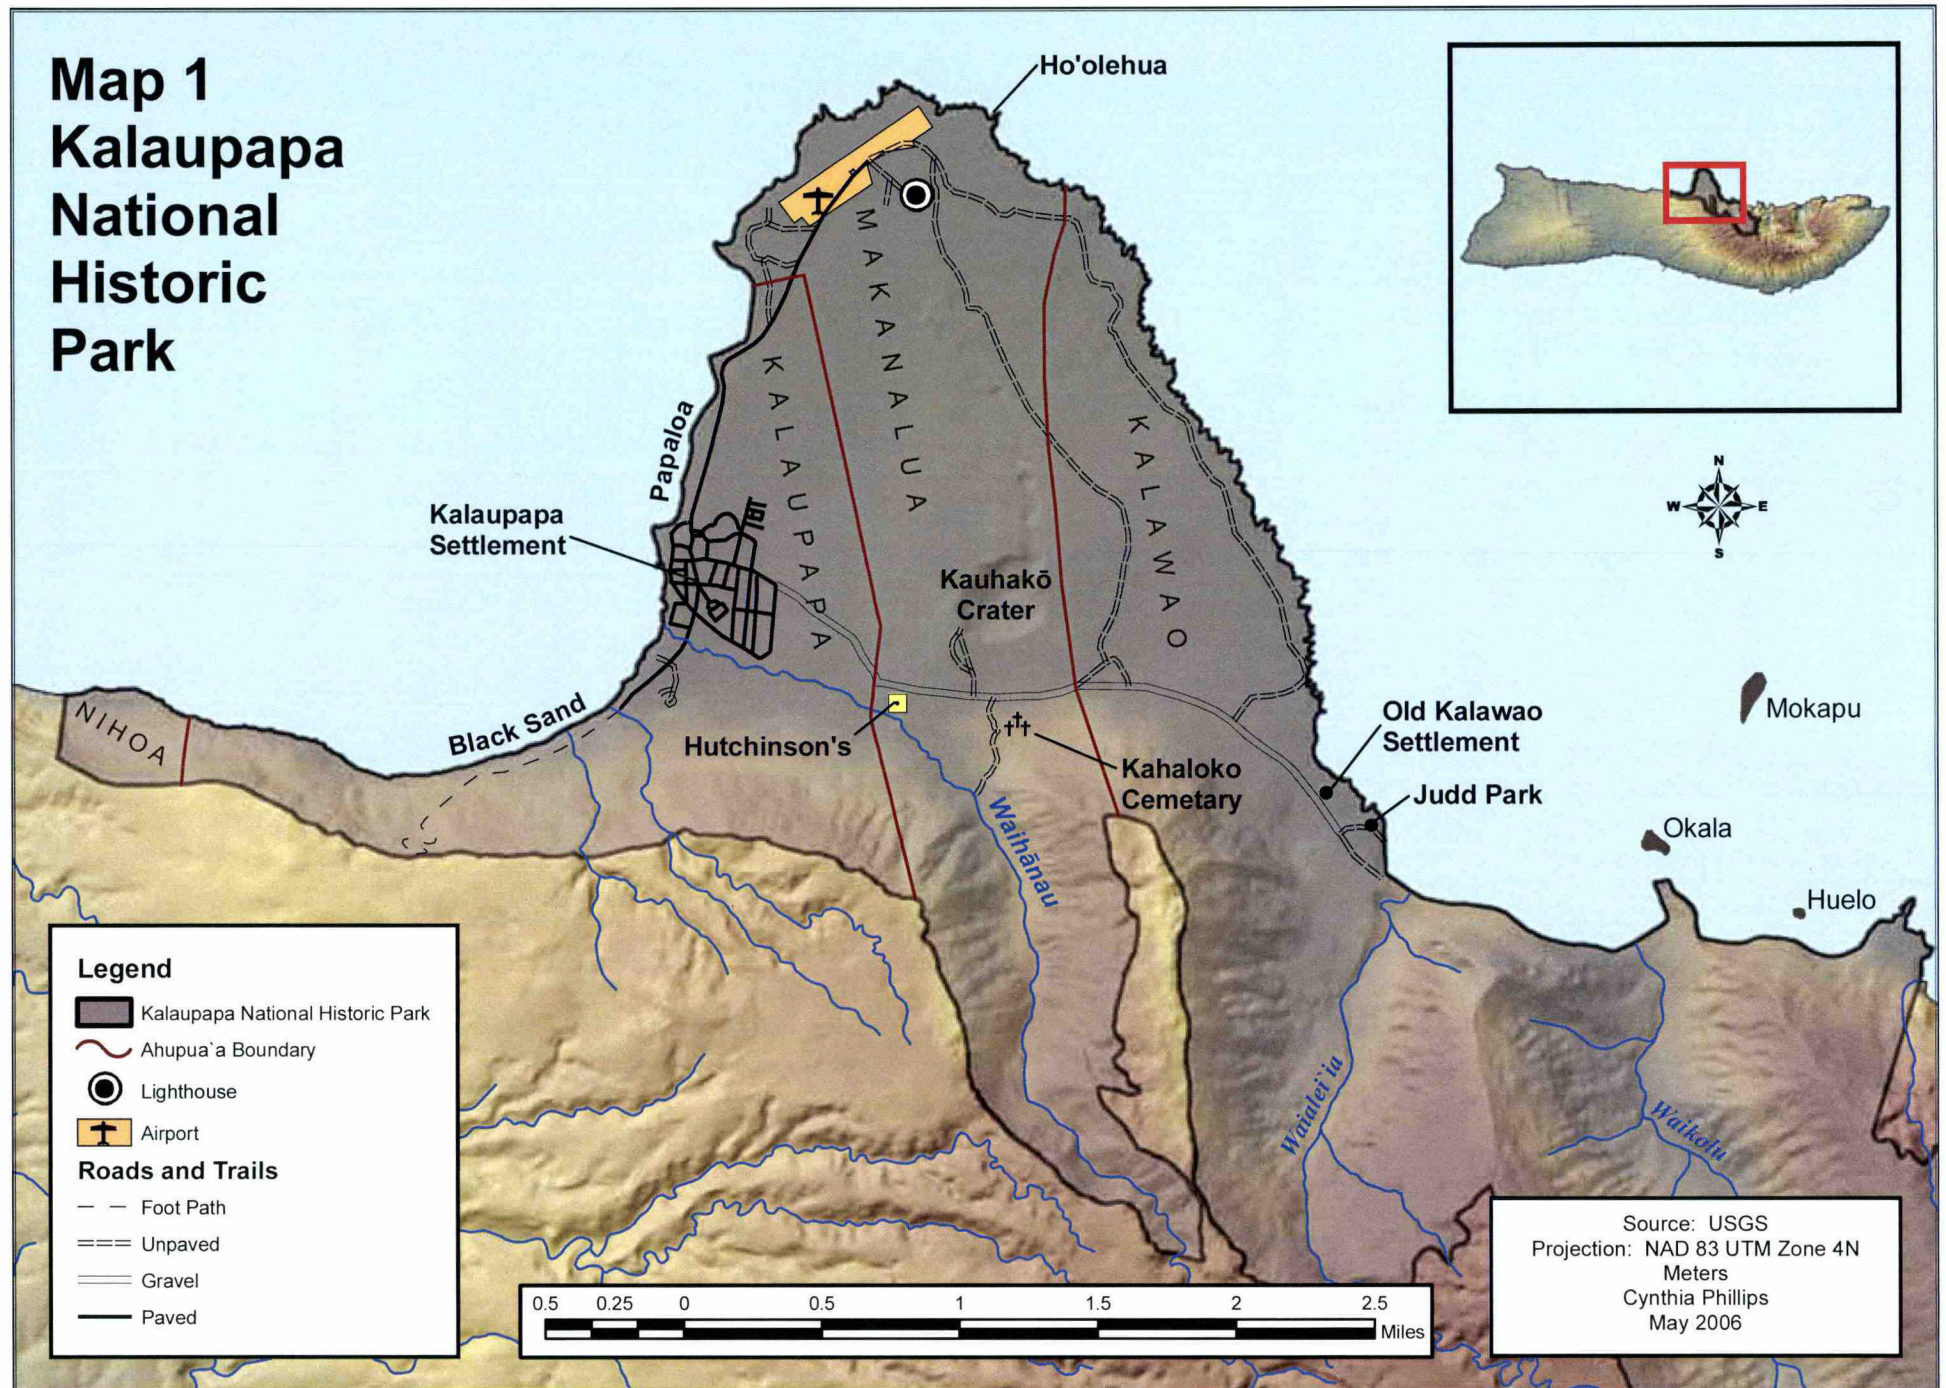 Map 1
Kalaupapa
National
Historic
Park
Ho'olehua
MAKANALUA
KALAUPAPA
KALAWAO
Papaloa
Kalaupapa
Settlement
Kauhakō
Crater
N
W
E
S
NIHOA
Black Sand
Hutchinson's
Kahaloko
Cemetary
Old Kalawao
Settlement
Judd Park
Mokapu
Okala
Huelo
Waihānau
Waialei`ia
Waikolu
Legend
Kalaupapa National Historic Park
Ahupua`a Boundary
Lighthouse
Airport
Roads and Trails
Foot Path
Unpaved
Gravel
Paved
0.5 0.25 0 0.5 1 1.5 2 2.5
Miles
Source: USGS
Projection: NAD 83 UTM Zone 4N
Meters
Cynthia Phillips
May 2006